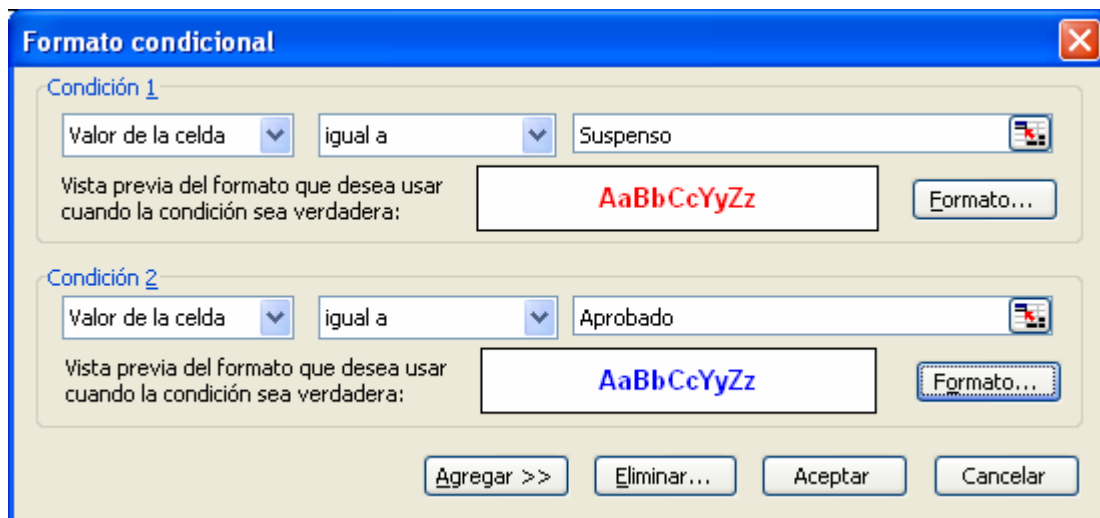 Formato condicional
Condición 1
Valor de la celda igual a Suspenso
Vista previa del formato que desea usar
cuando la condición sea verdadera:
AaBbCcYyZz
Formato...
Condición 2
Valor de la celda igual a Aprobado
Vista previa del formato que desea usar
cuando la condición sea verdadera:
AaBbCcYyZz
Formato...
Agregar >> Eliminar... Aceptar Cancelar